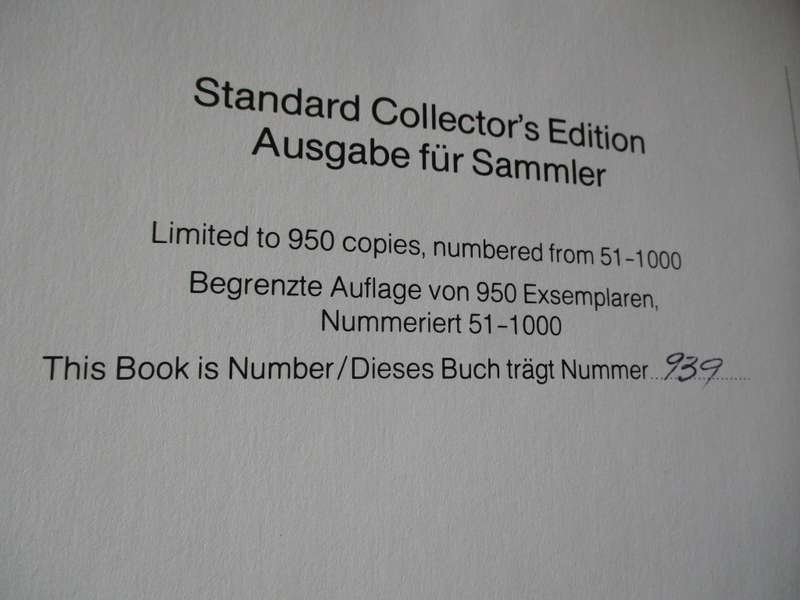 Standard Collector's Edition
Ausgabe für Sammler
Limited to 950 copies, numbered from 51-1000
Begrenzte Auflage von 950 Exsemplaren,
Nummeriert 51-1000
This Book is Number/Dieses Buch trägt Nummer 939